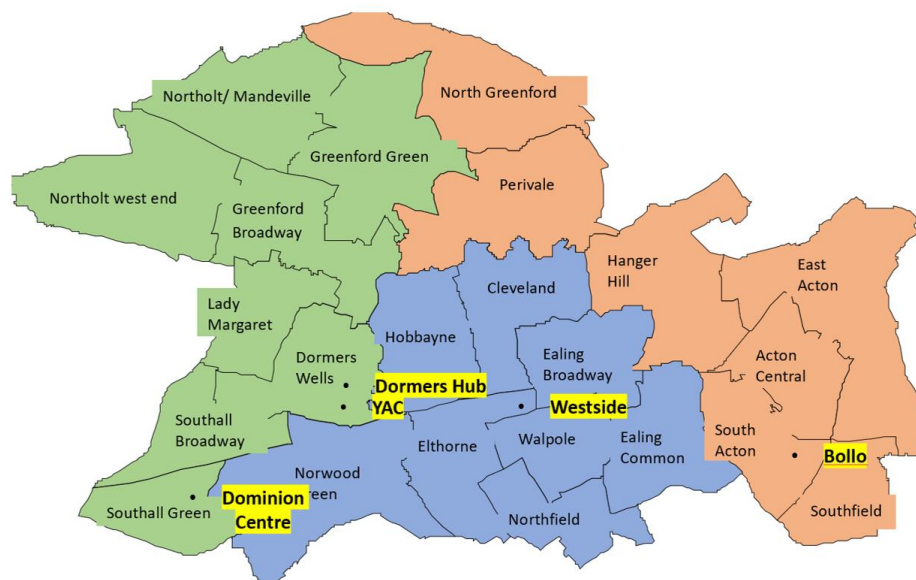 Northolt/ Mandeville
North Greenford
Greenford Green
Perivale
Northolt west end
Greenford
Broadway
Hanger
Hill
East
Acton
Cleveland
Lady
Margaret
Hobbayne
Dormers
Wells
Ealing
Broadway
Acton
Central
Dormers Hub
YAC
Westside
Southall
Broadway
Elthorne
Walpole
Ealing
Common
South
Acton
Bollo
Norwood
reen
Dominion
Centre
Southall Green
Northfield
Southfield